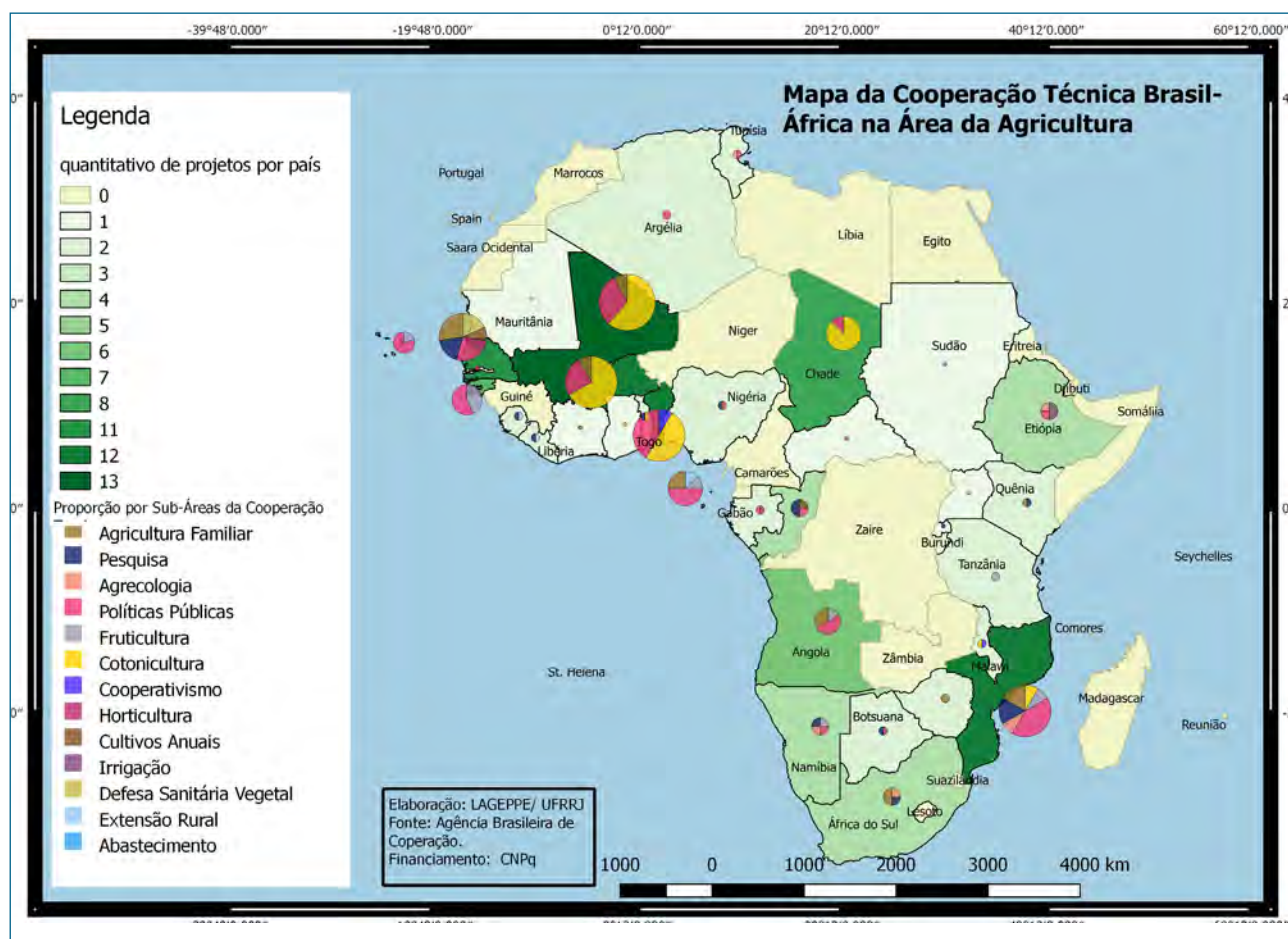 -39°48'0.000" -19°48'0.000" 0°12'0.000" 20°12'0.000" 40°12'0.000" 60°12'0.000"
Mapa da Cooperação Técnica Brasil-
África na Área da Agricultura
Legenda
quantitativo de projetos por país
0
1
2
3
4
5
6
7
8
11
12
13
Proporção por Sub-Áreas da Cooperação
Agricultura Familiar
Pesquisa
Agrecologia
Políticas Públicas
Fruticultura
Cotonicultura
Cooperativismo
Horticultura
Cultivos Anuais
Irrigação
Defesa Sanitária Vegetal
Extensão Rural
Abastecimento
Tunísia
Portugal
Marrocos
Spain
Argélia
Líbia
Egito
Saara Ocidental
Mauritânia
Niger
Sudão
Eritreia
Chade
Guiné
Nigéria
Djibuti
Somáliia
Etiópia
Togo
Libéria
Camarões
Quênia
Gabão
Zaire
Burundi
Seychelles
Tanzânia
Comores
Angola
Zâmbia
Malawi
St. Helena
Madagascar
Botsuana
Reunião
Namíbia
Suazilândia
Lesoto
África do Sul
Elaboração: LAGEPPE/ UFRRJ
Fonte: Agência Brasileira de
Coperação.
Financiamento: CNPq
1000 0 1000 2000 3000 4000 km